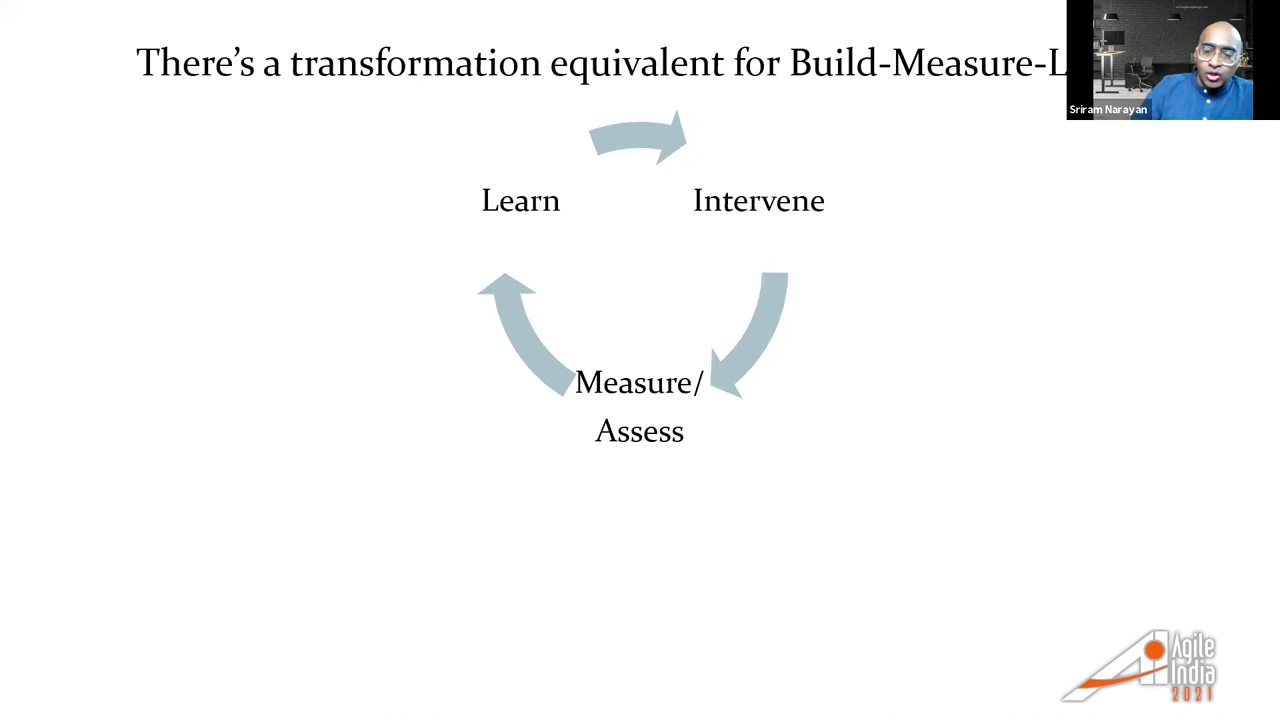 There's a transformation equivalent for Build-Measure-L
Sriram Narayan
Learn
Intervene
Measure/
Assess
Agile
India
2021